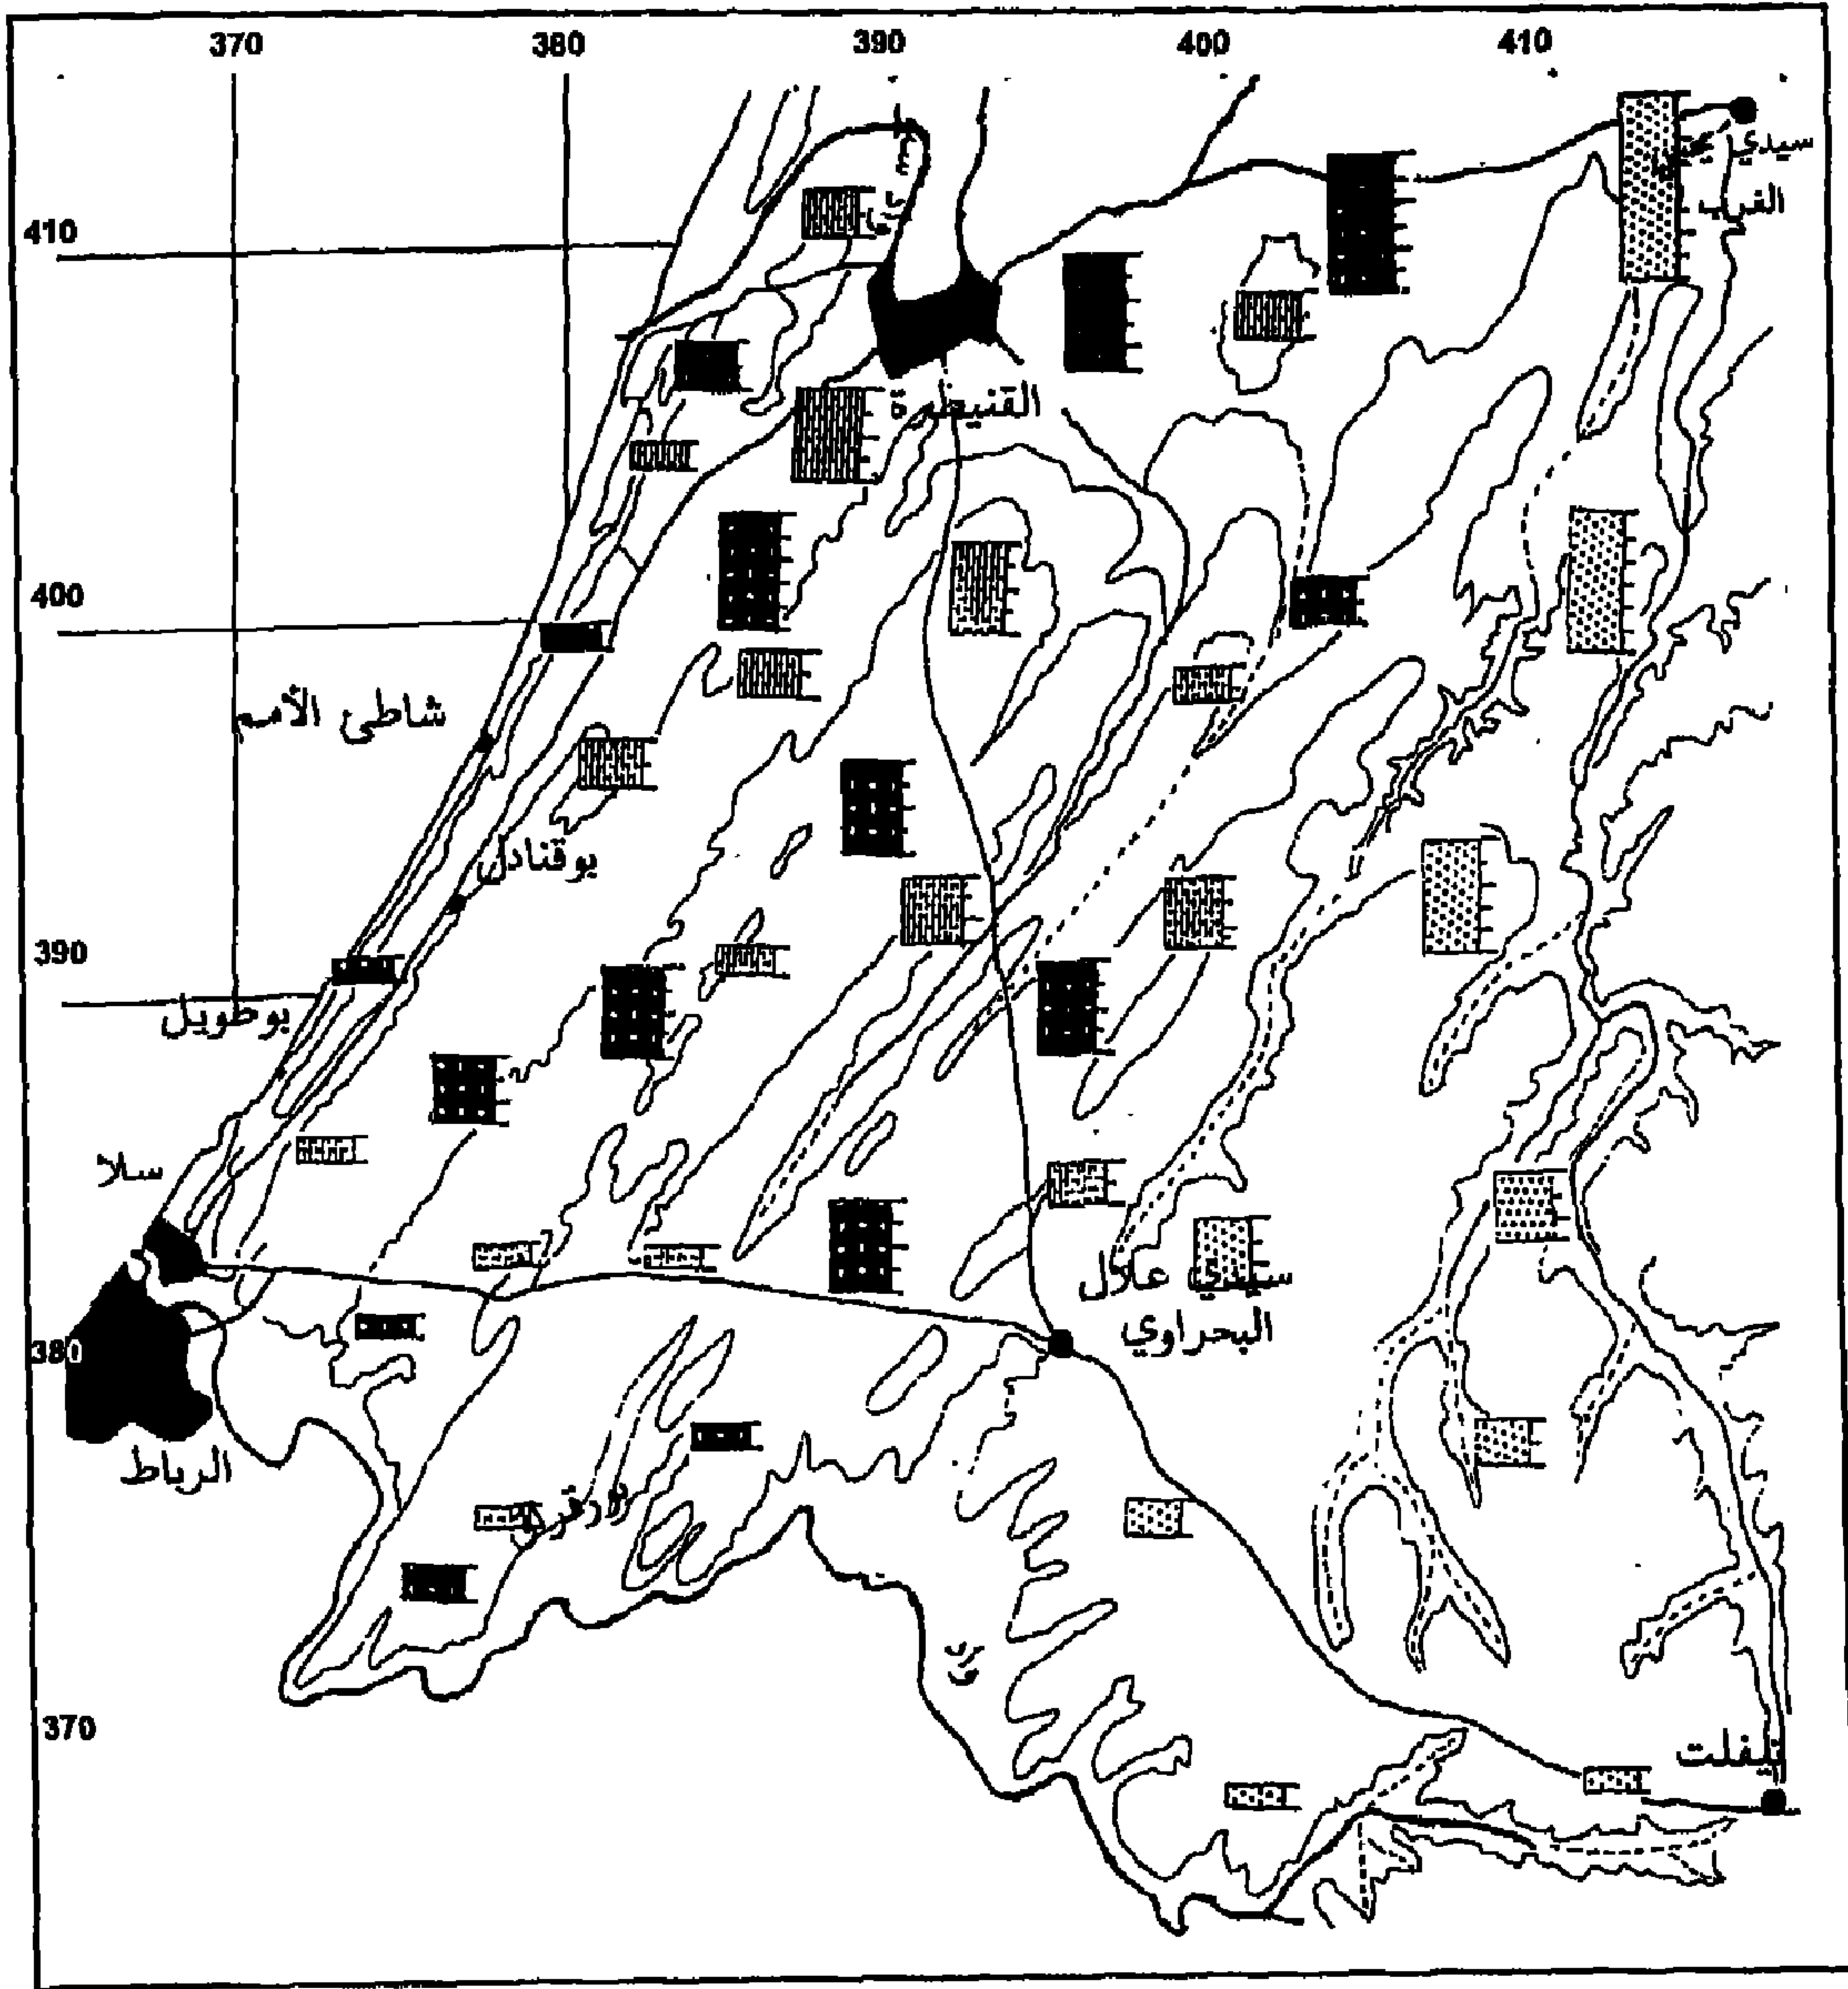 370 380 390 400 410
سيدي
الغرب
410
القنيطرة
400
شاطئ الأمم
بوقنادل
390
بوطويل
سلا
سيدي علال
البحراوي
380
الرباط
370
تيفلت